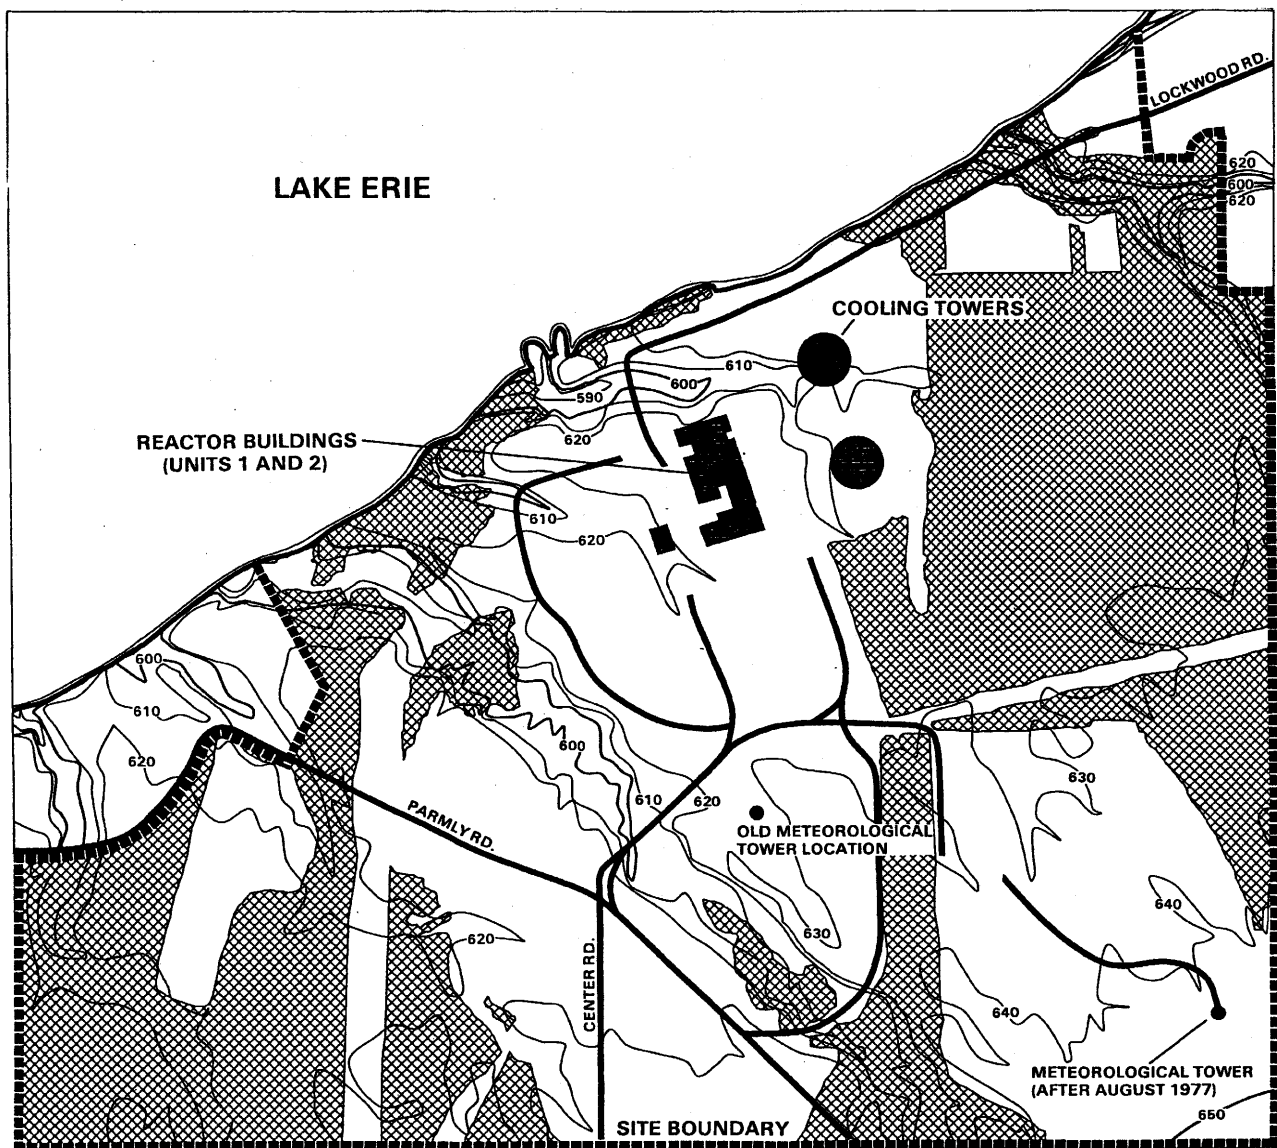 LOCKWOOD RD.
620
600
620
LAKE ERIE
COOLING TOWERS
610
600
590
REACTOR BUILDINGS
(UNITS 1 AND 2)
620
610
620
600
610
620
600
630
610
620
PARMLY RD.
OLD METEOROLOGICAL
TOWER LOCATION
640
630
620
CENTER RD.
640
METEOROLOGICAL TOWER
(AFTER AUGUST 1977)
650
SITE BOUNDARY